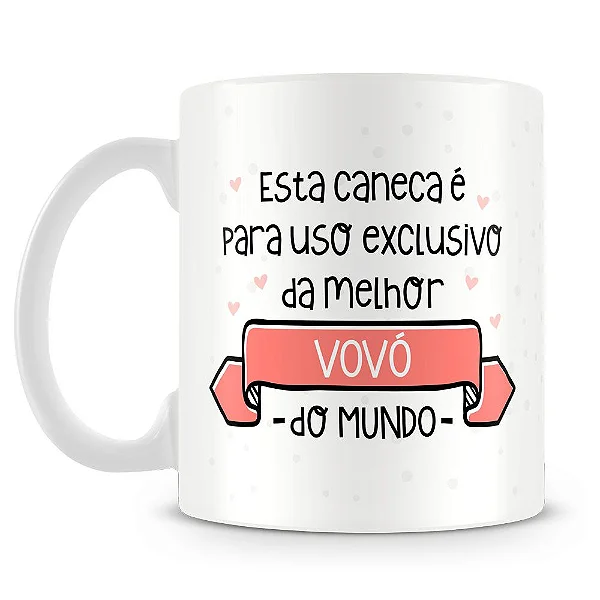 Esta caneca é
para uso exclusivo
da melhor
VOVÓ
-do MUNDO-